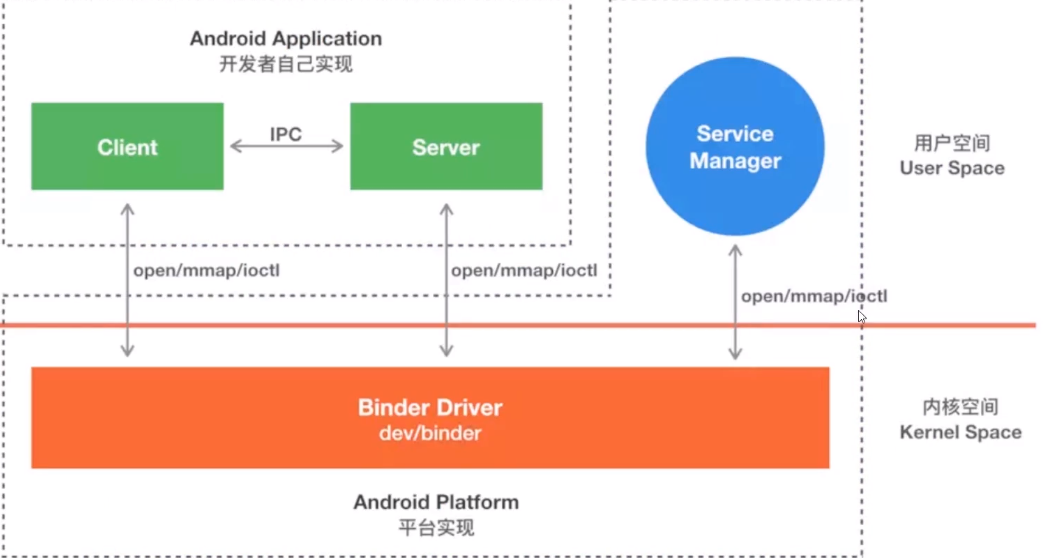 Android Application
开发者自己实现
Client
IPC
Server
Service
Manager
用户空间
User Space
open/mmap/ioctl
open/mmap/ioctl
open/mmap/ioctl
Binder Driver
dev/binder
内核空间
Kernel Space
Android Platform
平台实现